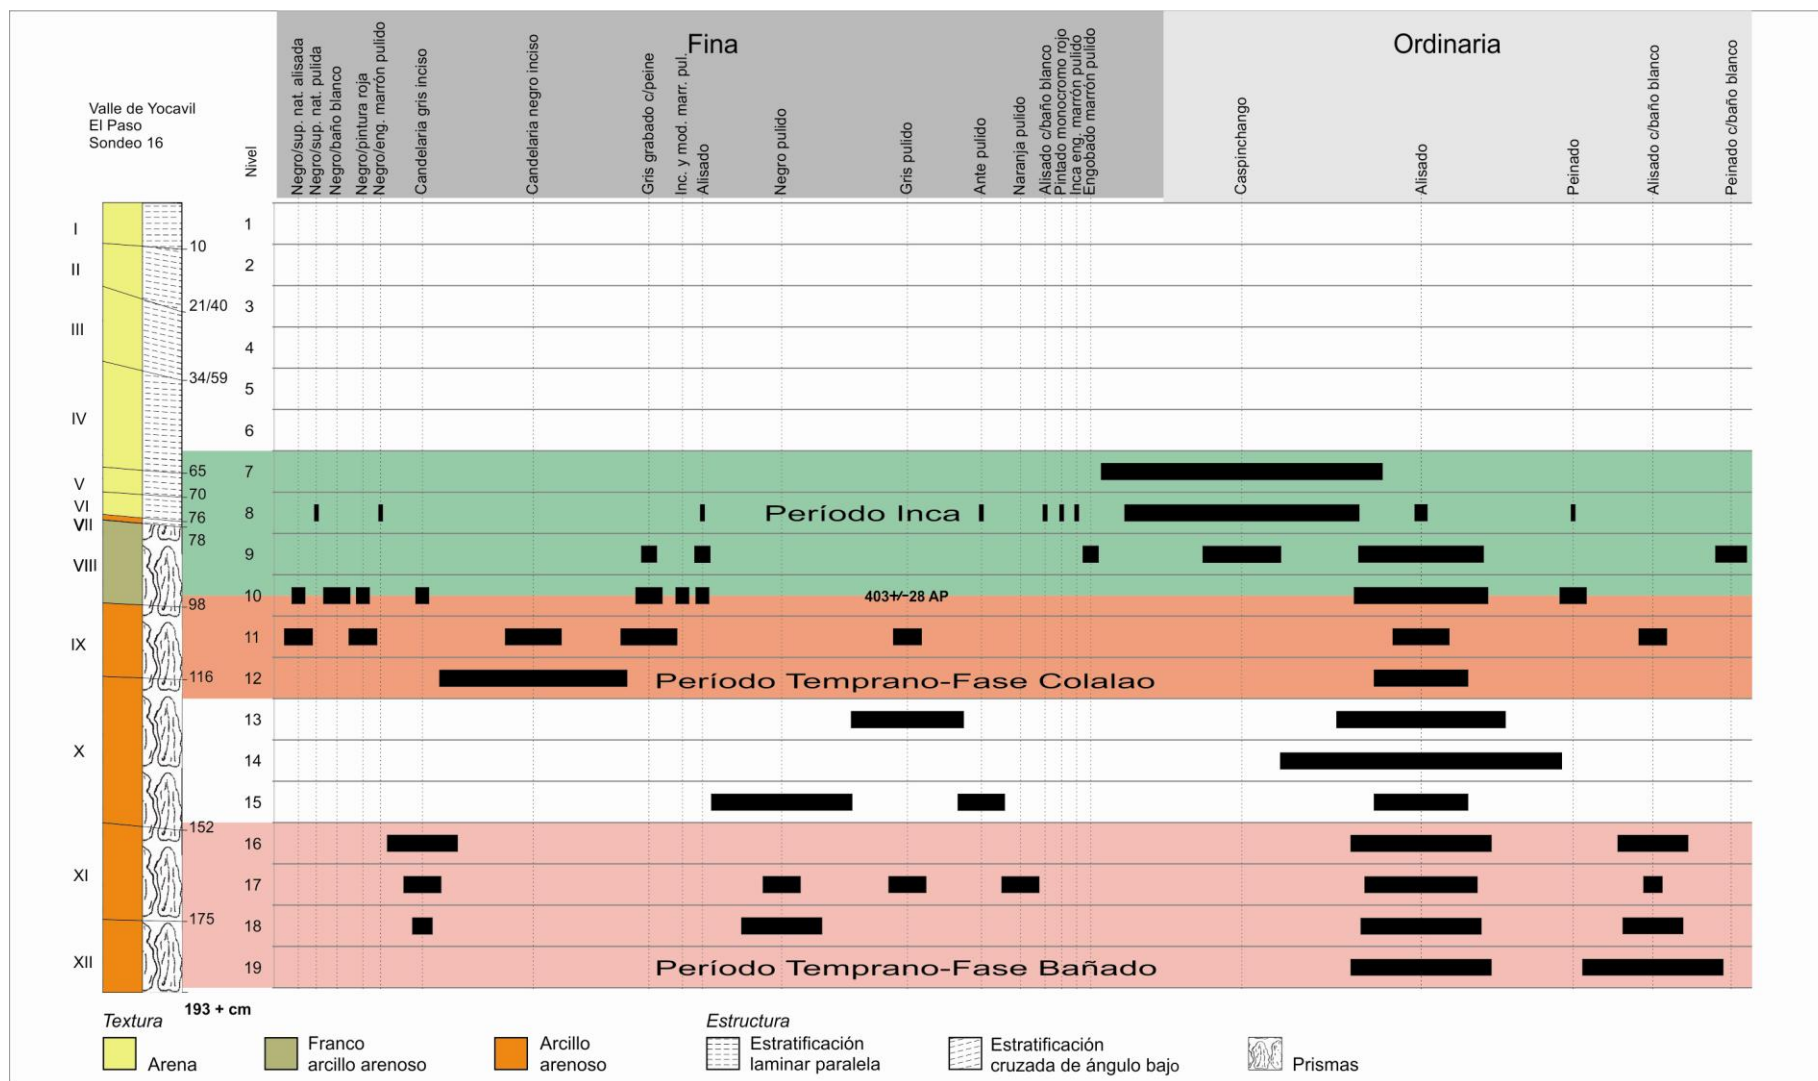 Fina
Ordinaria
Valle de Yocavil
El Paso
Sondeo 16
Nivel
Negro/sup. nat. alisada
Negro/sup. nat. pulida
Negro/baño blanco
Negro/pintura roja
Negro/eng. marrón pulido
Candelaria gris inciso
Candelaria negro inciso
Gris grabado c/peine
Inc. y mod. marr. pul.
Alisado
Negro pulido
Gris pulido
Ante pulido
Naranja pulido
Alisado c/baño blanco
Pintado monocromo rojo
Inca eng. marrón pulido
Engobado marrón pulido
Caspinchango
Alisado
Peinado
Alisado c/baño blanco
Peinado c/baño blanco
I
1
10
II
2
21/40
3
III
4
34/59
5
IV
6
65
7
V
70
VI
8
Período Inca
76
VII
78
9
VIII
10
403+/-28 AP
98
11
IX
116
12
Período Temprano-Fase Colalao
13
X
14
15
152
16
XI
17
175
18
XII
19
Período Temprano-Fase Bañado
193 + cm
Textura
Arena
Franco
arcillo arenoso
Arcillo
arenoso
Estructura
Estratificación
laminar paralela
Estratificación
cruzada de ángulo bajo
Prismas